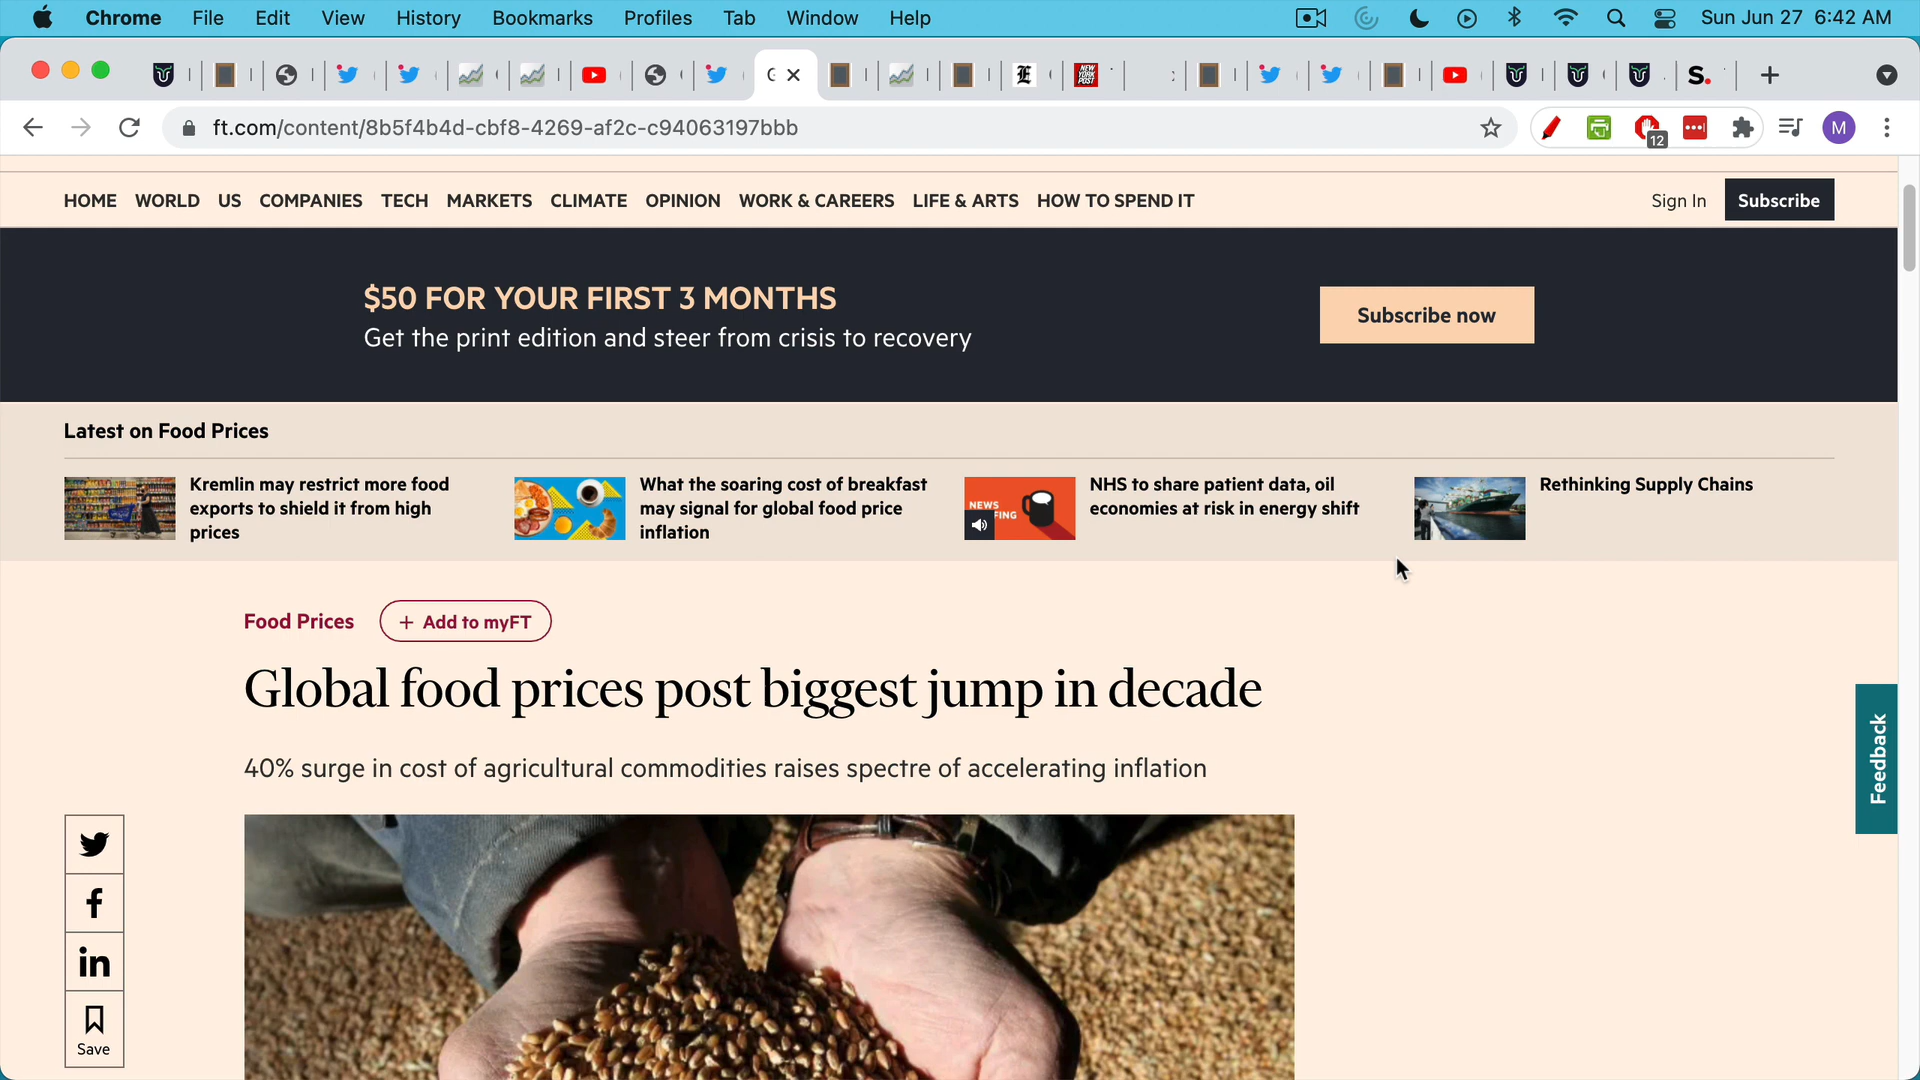 Chrome File Edit View History Bookmarks Profiles Tab Window Help Sun Jun 27 6:42 AM
G
£
NEW YORK POST
S.
ft.com/content/8b5f4b4d-cbf8-4269-af2c-c94063197bbb
12
M
HOME WORLD US COMPANIES TECH MARKETS CLIMATE OPINION WORK & CAREERS LIFE & ARTS HOW TO SPEND IT Sign In Subscribe
$50 FOR YOUR FIRST 3 MONTHS
Get the print edition and steer from crisis to recovery
Subscribe now
Latest on Food Prices
Kremlin may restrict more food
exports to shield it from high
prices
What the soaring cost of breakfast
may signal for global food price
inflation
NEWS
FING
NHS to share patient data, oil
economies at risk in energy shift
Rethinking Supply Chains
Food Prices + Add to myFT
Global food prices post biggest jump in decade
40% surge in cost of agricultural commodities raises spectre of accelerating inflation
Feedback
Save